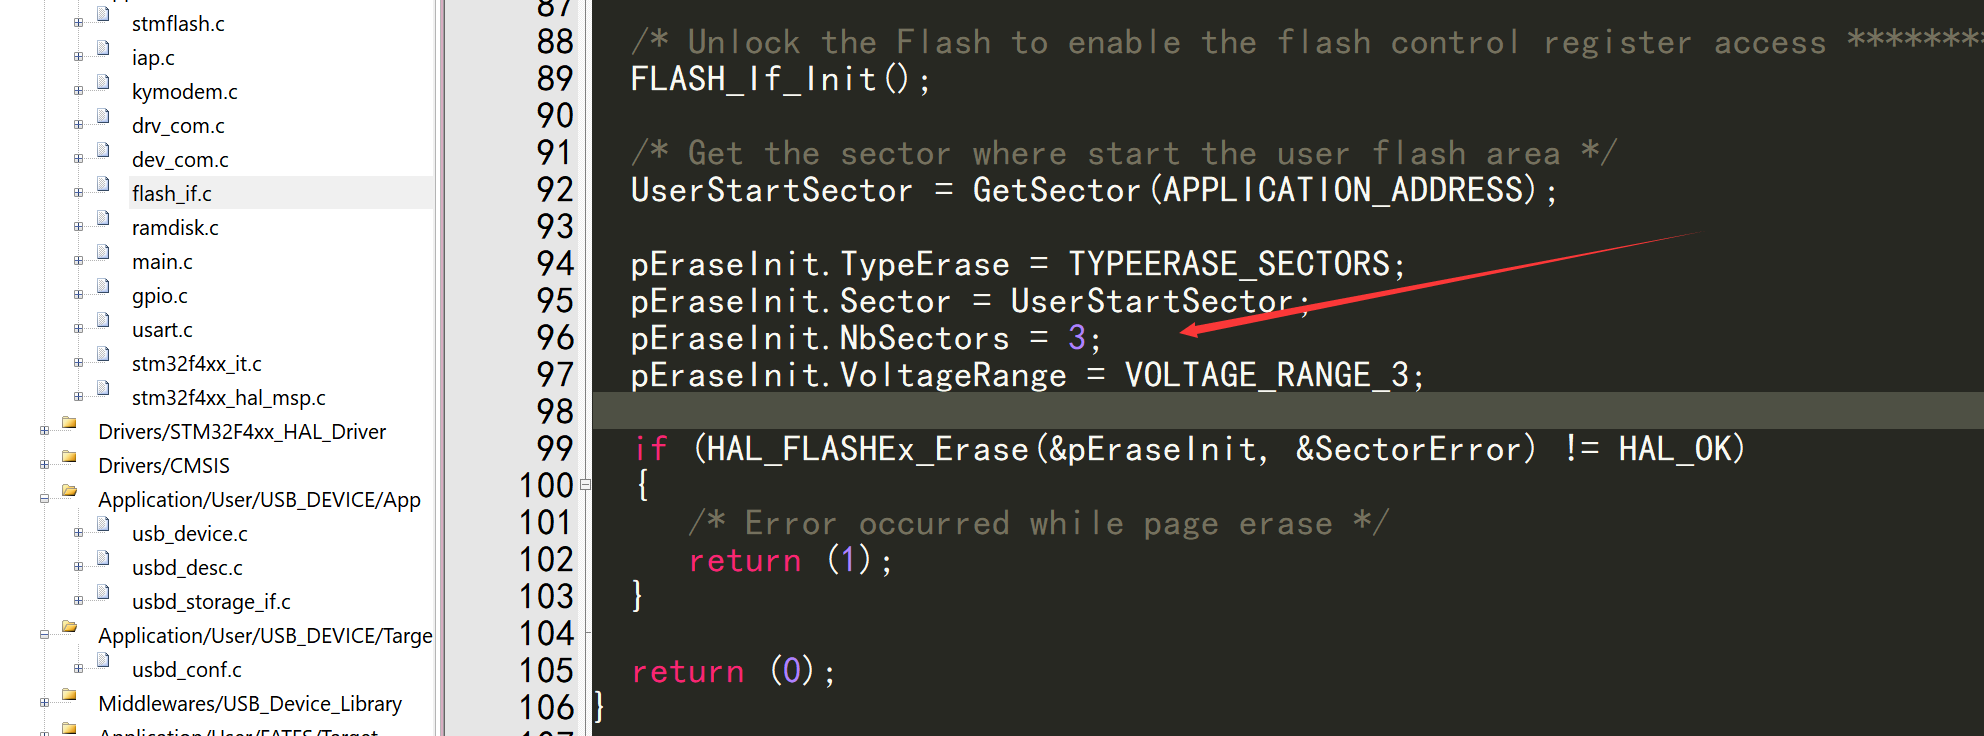 stmflash.c
iap.c
kymodem.c
drv_com.c
dev_com.c
flash_if.c
ramdisk.c
main.c
gpio.c
usart.c
stm32f4xx_it.c
stm32f4xx_hal_msp.c
Drivers/STM32F4xx_HAL_Driver
Drivers/CMSIS
Application/User/USB_DEVICE/App
usb_device.c
usbd_desc.c
usbd_storage_if.c
Application/User/USB_DEVICE/Targe
usbd_conf.c
Middlewares/USB_Device_Library
Application/User/FATFS/Target
87
88 /* Unlock the Flash to enable the flash control register access *******
89 FLASH_If_Init();
90
91 /* Get the sector where start the user flash area */
92 UserStartSector = GetSector(APPLICATION_ADDRESS);
93
94 pEraseInit.TypeErase = TYPEERASE_SECTORS;
95 pEraseInit.Sector = UserStartSector;
96 pEraseInit.NbSectors = 3;
97 pEraseInit.VoltageRange = VOLTAGE_RANGE_3;
98
99 if (HAL_FLASHEx_Erase(&pEraseInit, &SectorError) != HAL_OK)
100 {
101 /* Error occurred while page erase */
102 return (1);
103 }
104
105 return (0);
106 }
107